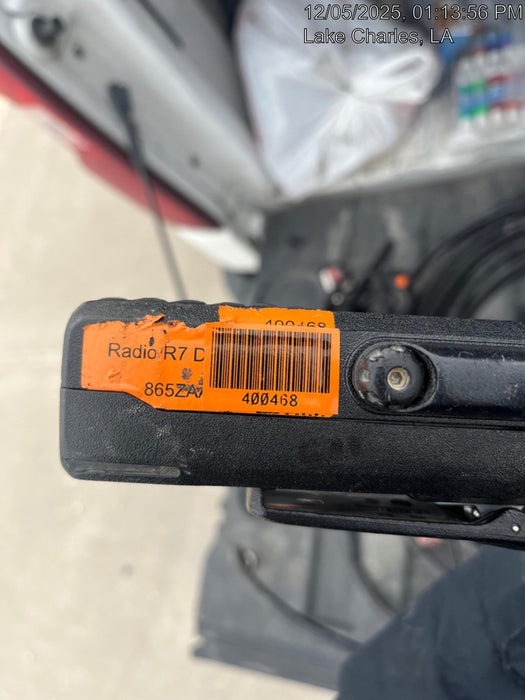 12/05/2025, 01:13:56 PM
Lake Charles, LA
400468
Radio R7 D
865ZA
400468